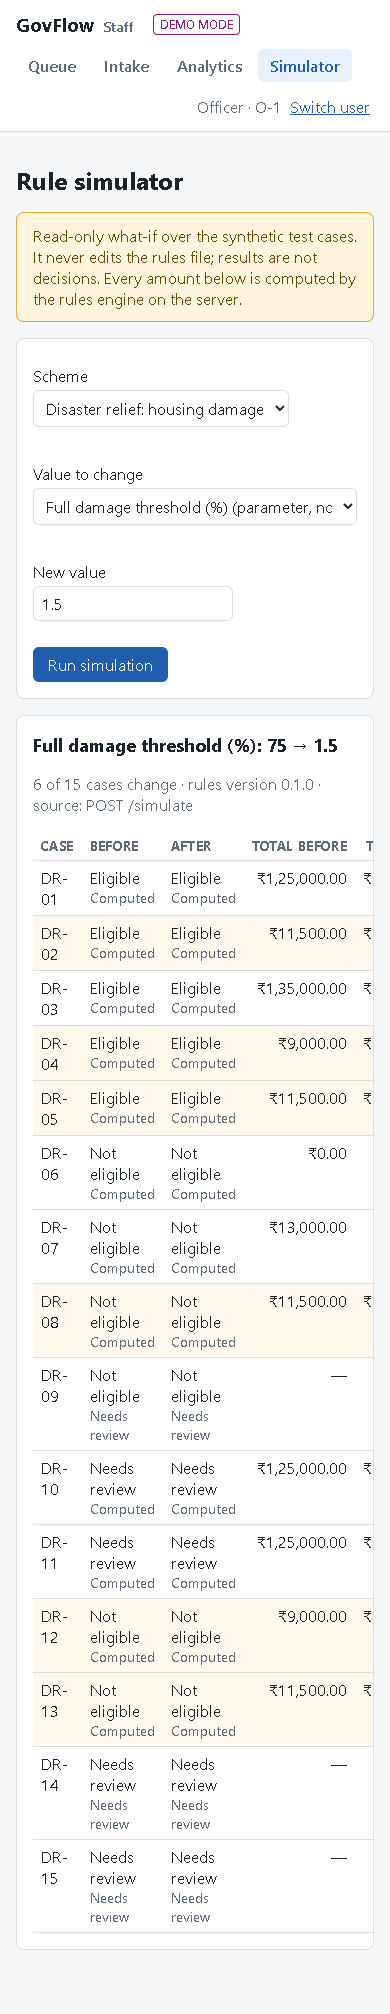 GovFlow Staff DEMO MODE
Queue Intake Analytics Simulator
Officer · O-1 Switch user
Rule simulator
Read-only what-if over the synthetic test cases.
It never edits the rules file; results are not
decisions. Every amount below is computed by
the rules engine on the server.
Scheme
Disaster relief: housing damage
Value to change
Full damage threshold (%) (parameter, nc
New value
1.5
Run simulation
Full damage threshold (%): 75 → 1.5
6 of 15 cases change · rules version 0.1.0 ·
source: POST /simulate
CASE BEFORE AFTER TOTAL BEFORE T
DR- Eligible Eligible ₹1,25,000.00 ₹
01 Computed Computed
DR- Eligible Eligible ₹11,500.00 ₹
02 Computed Computed
DR- Eligible Eligible ₹1,35,000.00 ₹
03 Computed Computed
DR- Eligible Eligible ₹9,000.00 ₹
04 Computed Computed
DR- Eligible Eligible ₹11,500.00 ₹
05 Computed Computed
DR- Not Not ₹0.00
06 eligible eligible
Computed Computed
DR- Not Not ₹13,000.00
07 eligible eligible
Computed Computed
DR- Not Not ₹11,500.00 ₹
08 eligible eligible
Computed Computed
DR- Not Not —
09 eligible eligible
Needs Needs
review review
DR- Needs Needs ₹1,25,000.00 ₹
10 review review
Computed Computed
DR- Needs Needs ₹1,25,000.00 ₹
11 review review
Computed Computed
DR- Not Not ₹9,000.00 ₹
12 eligible eligible
Computed Computed
DR- Not Not ₹11,500.00 ₹
13 eligible eligible
Computed Computed
DR- Needs Needs —
14 review review
Needs Needs
review review
DR- Needs Needs —
15 review review
Needs Needs
review review